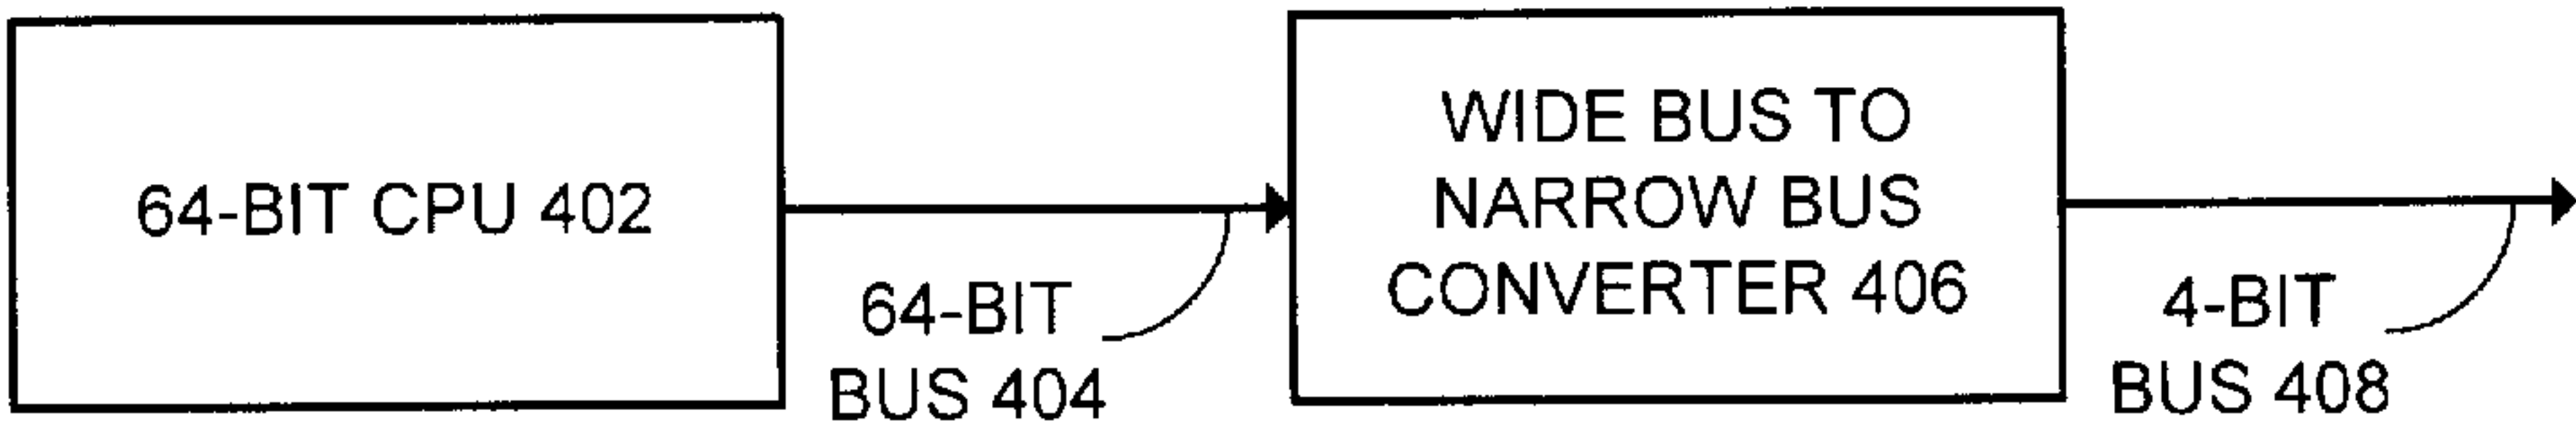 64-BIT CPU 402
64-BIT
BUS 404
WIDE BUS TO
NARROW BUS
CONVERTER 406
4-BIT
BUS 408